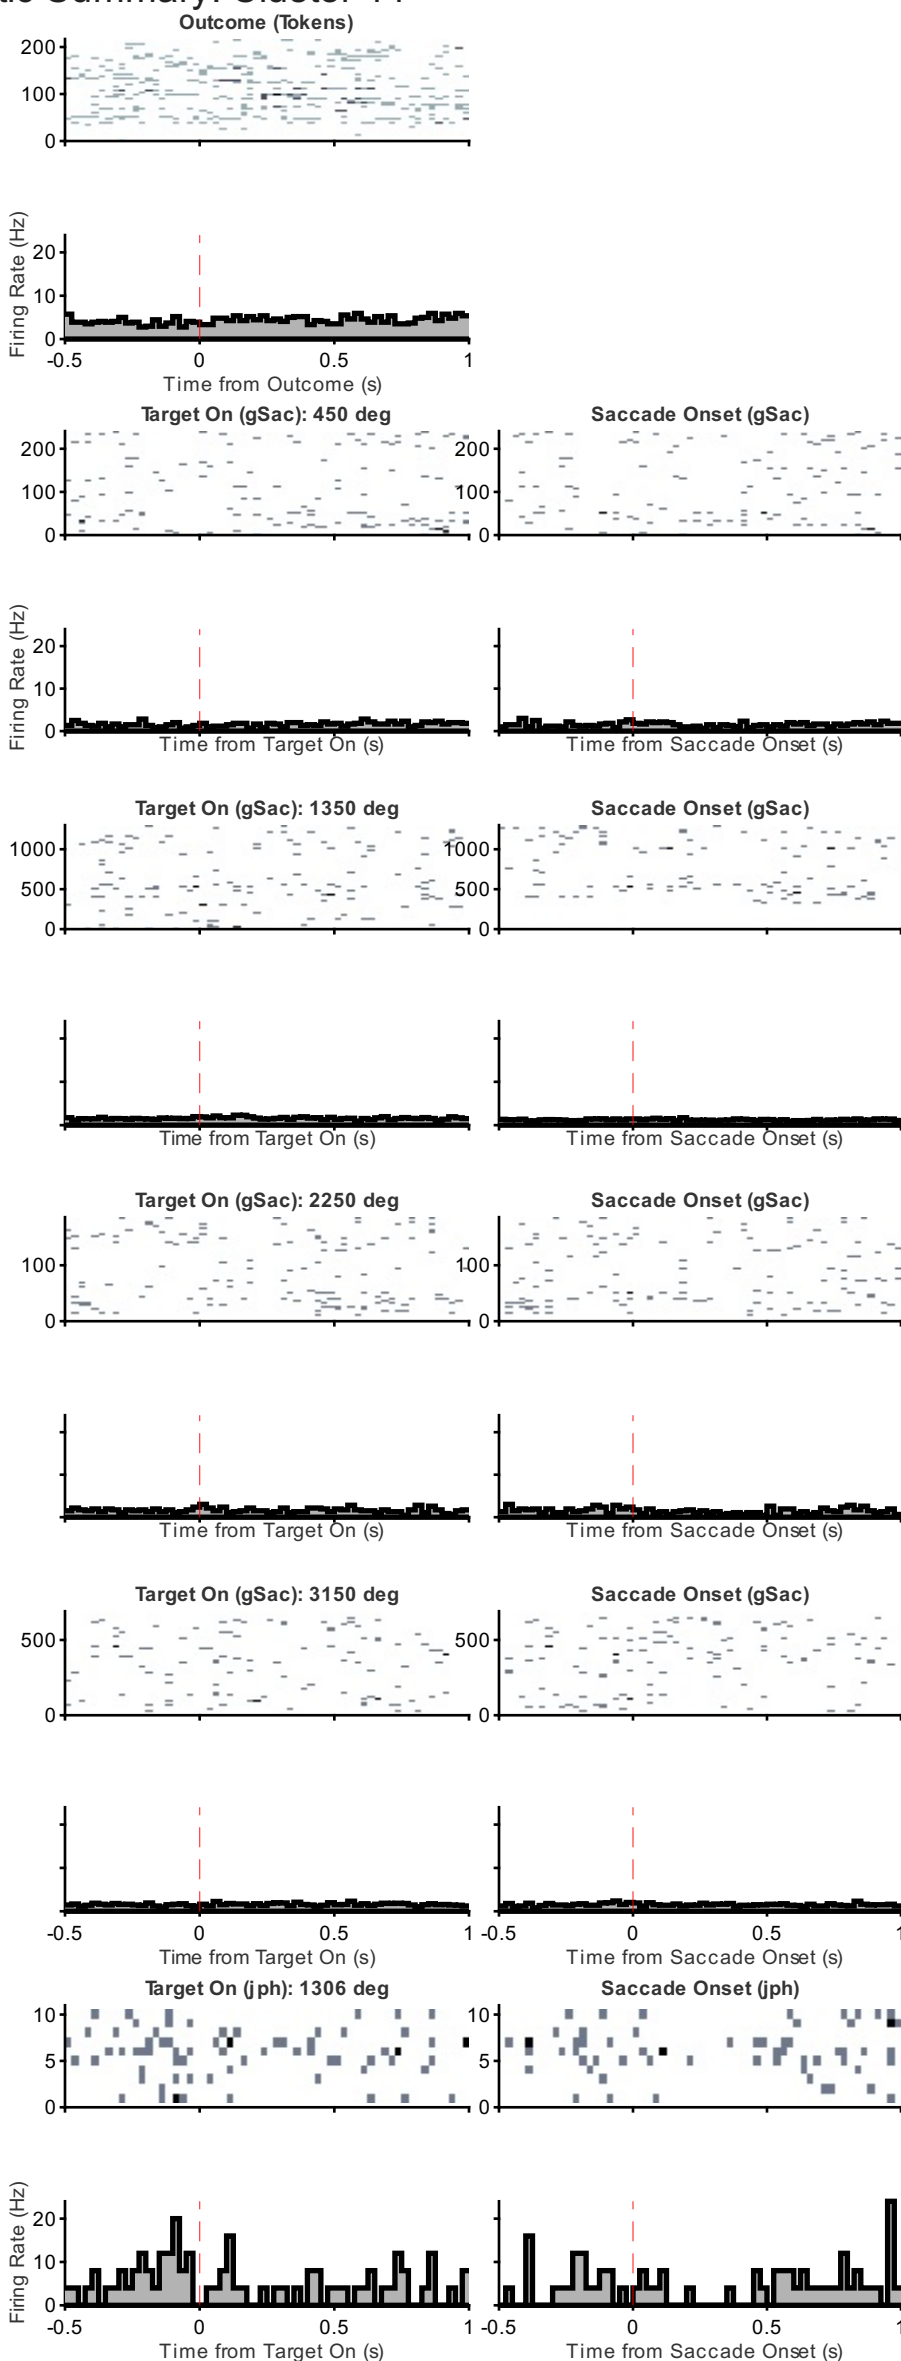 Summary: Cluster
Outcome (Tokens)
200
100
0
Firing Rate (Hz)
20
10
0
-0.5 0 0.5 1
Time from Outcome (s)
Target On (gSac): 450 deg Saccade Onset (gSac)
200 200
100 100
0 0
Firing Rate (Hz)
20
10
0
Time from Target On (s) Time from Saccade Onset (s)
Target On (gSac): 1350 deg Saccade Onset (gSac)
1000 1000
500 500
0 0
Time from Target On (s) Time from Saccade Onset (s)
Target On (gSac): 2250 deg Saccade Onset (gSac)
100 100
0 0
Time from Target On (s) Time from Saccade Onset (s)
Target On (gSac): 3150 deg Saccade Onset (gSac)
500 500
0 0
-0.5 0 0.5 1 -0.5 0 0.5 1
Time from Target On (s) Time from Saccade Onset (s)
Target On (jph): 1306 deg Saccade Onset (jph)
10 10
5 5
0 0
Firing Rate (Hz)
20
10
0
-0.5 0 0.5 1 -0.5 0 0.5 1
Time from Target On (s) Time from Saccade Onset (s)